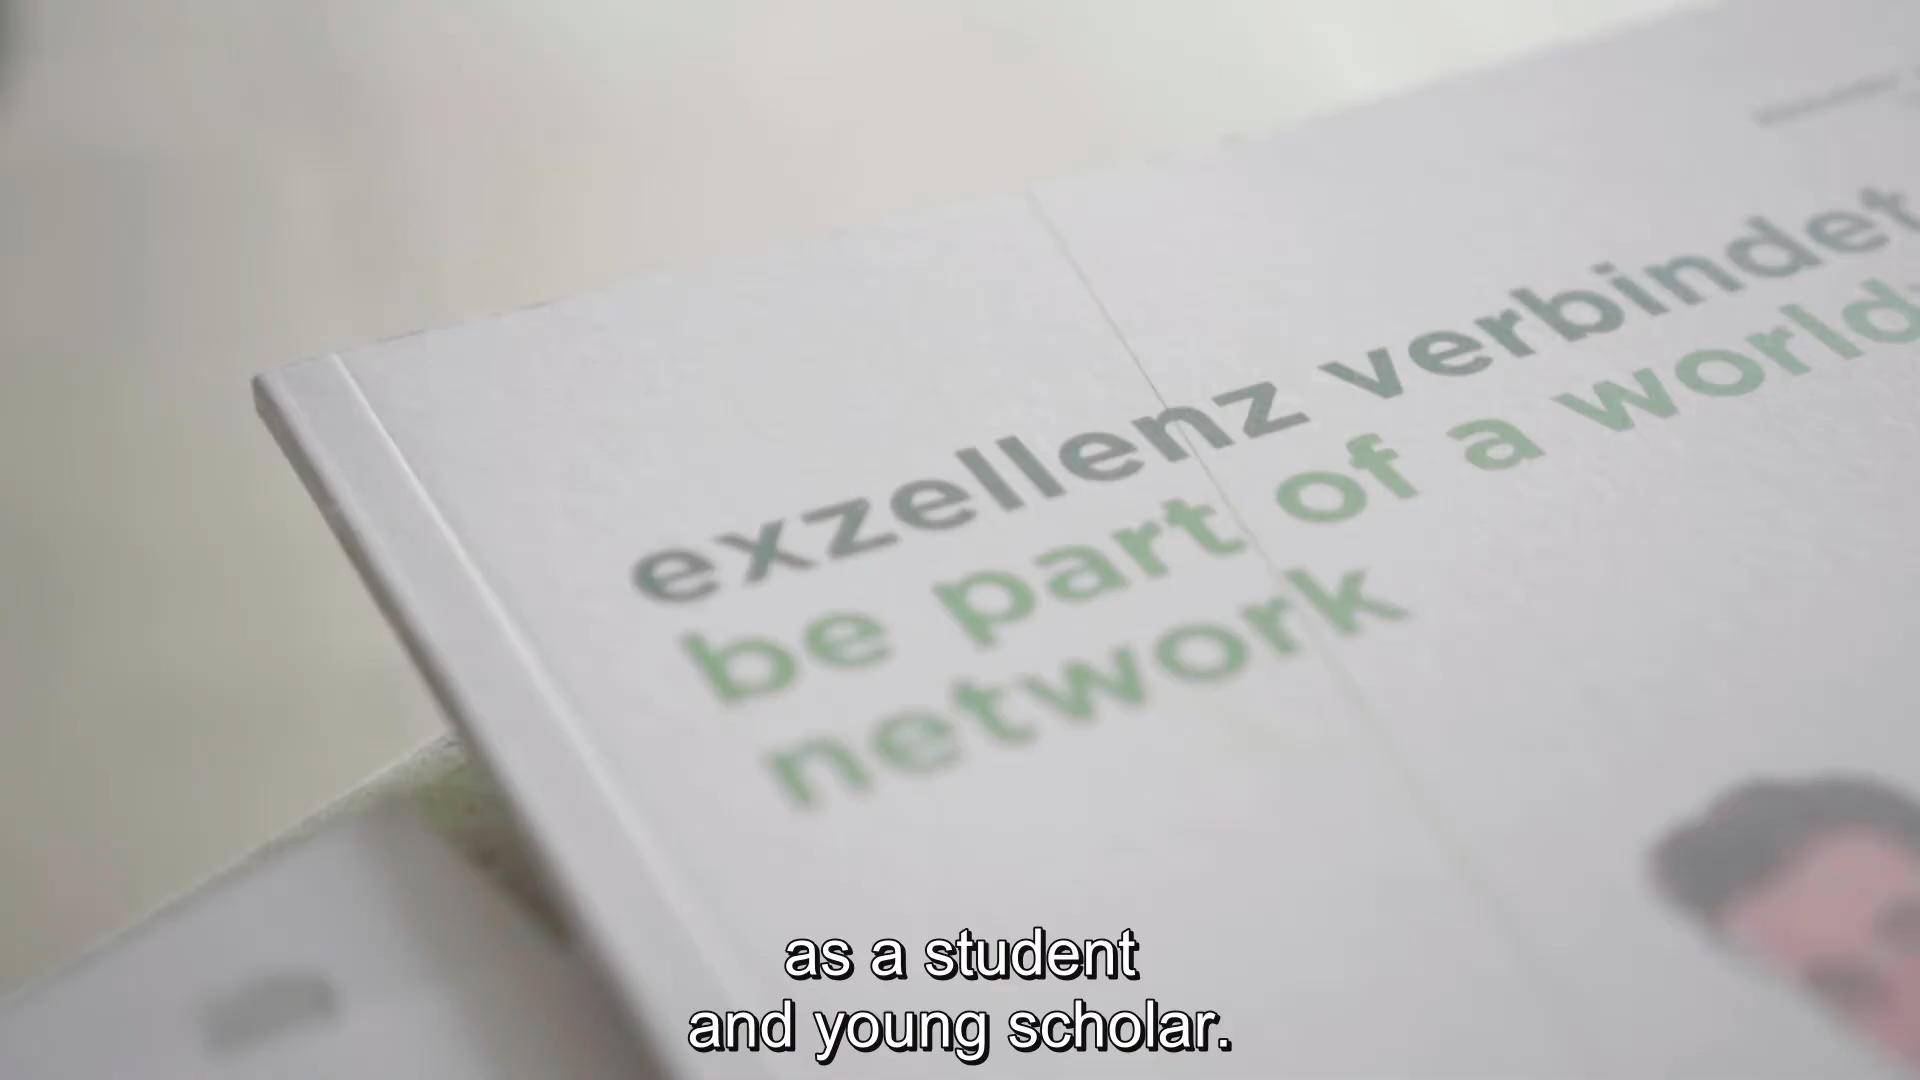 exzellenz verbindet
be part of a world
network
as a student
and young scholar.